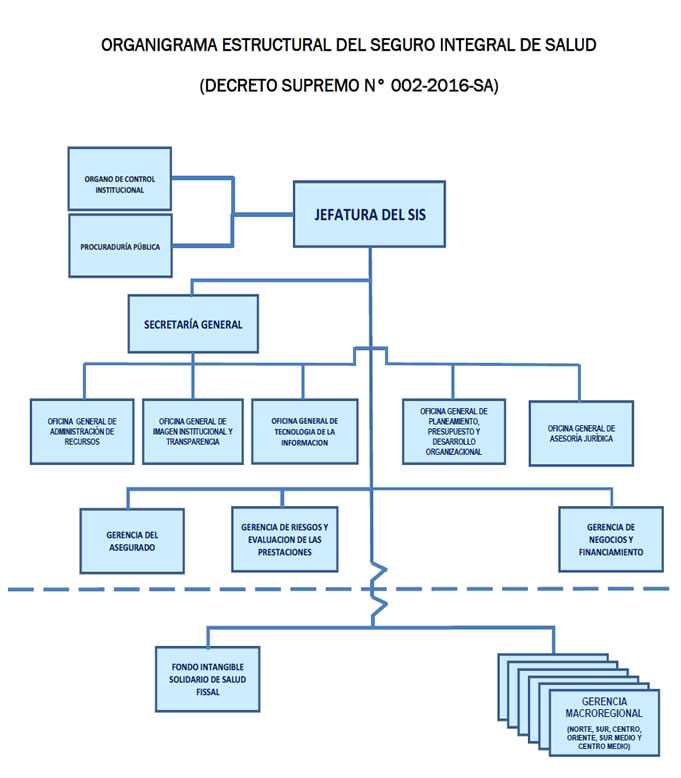 ORGANIGRAMA ESTRUCTURAL DEL SEGURO INTEGRAL DE SALUD
(DECRETO SUPREMO N° 002-2016-SA)
ORGANO DE CONTROL
INSTITUCIONAL
PROCURADURÍA PÚBLICA
JEFATURA DEL SIS
SECRETARÍA GENERAL
OFICINA GENERAL DE
ADMINISTRACIÓN DE
RECURSOS
OFICINA GENERAL DE
IMAGEN INSTITUCIONAL Y
TRANSPARENCIA
OFICINA GENERAL DE
TECNOLOGIA DE LA
INFORMACION
OFICINA GENERAL DE
PLANEAMIENTO,
PRESUPUESTO Y
DESARROLLO
ORGANIZACIONAL
OFICINA GENERAL DE
ASESORÍA JURÍDICA
GERENCIA DEL
ASEGURADO
GERENCIA DE RIESGOS Y
EVALUACION DE LAS
PRESTACIONES
GERENCIA DE
NEGOCIOS Y
FINANCIAMIENTO
FONDO INTANGIBLE
SOLIDARIO DE SALUD
FISSAL
GERENCIA
MACROREGIONAL
(NORTE, SUR, CENTRO,
ORIENTE, SUR MEDIO Y
CENTRO MEDIO)